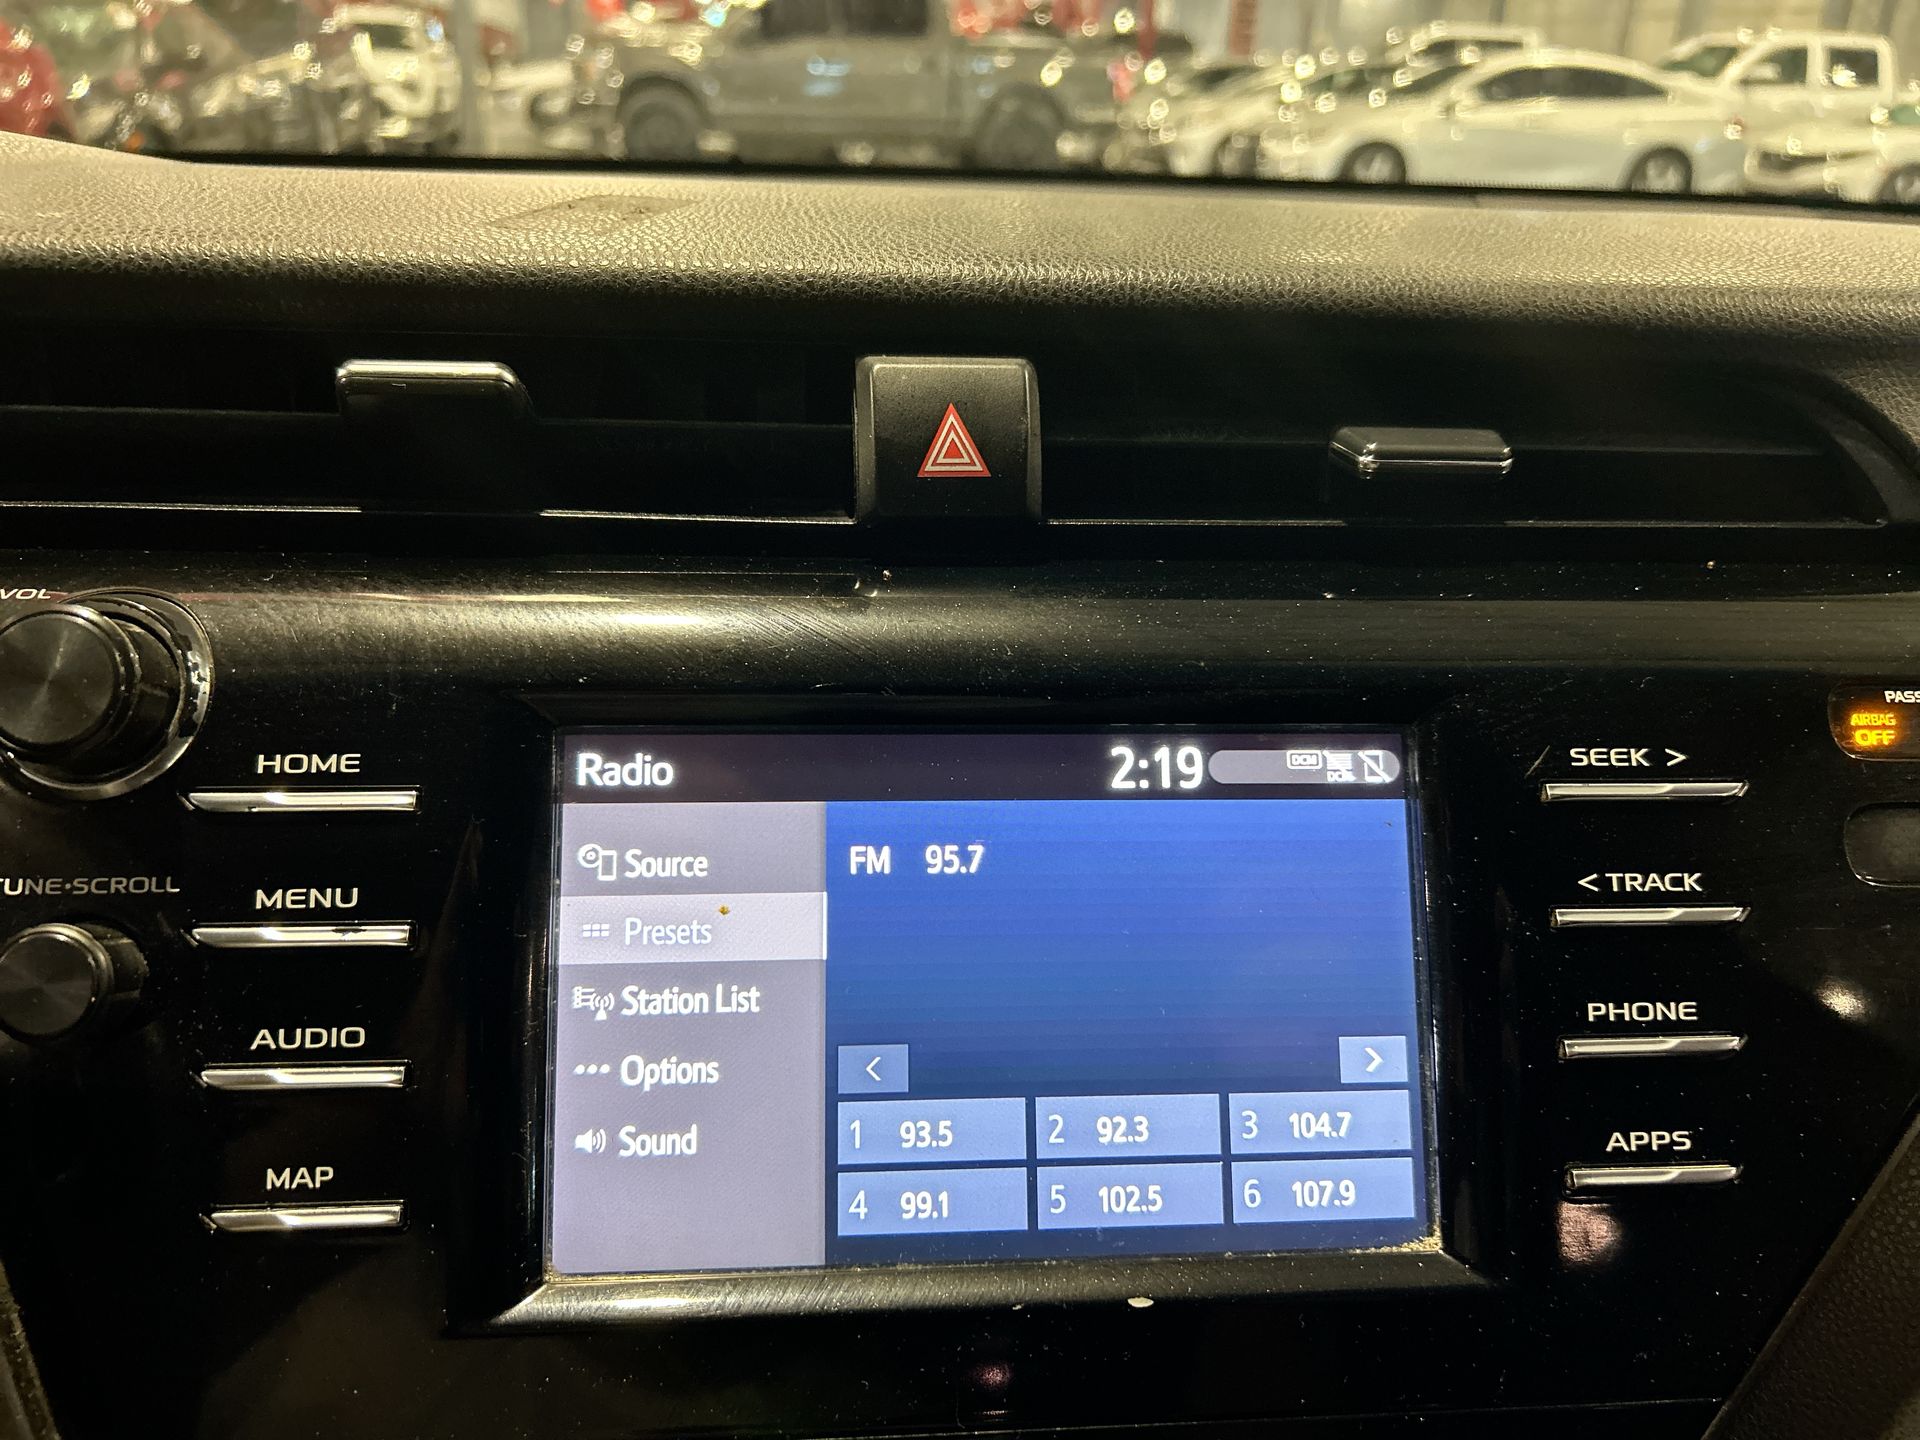 VOL
HOME
MENU
TUNE•SCROLL
AUDIO
MAP
Radio 2:19 DCM
Source
Presets
Station List
Options
Sound
FM 95.7
< >
1 93.5 2 92.3 3 104.7
4 99.1 5 102.5 6 107.9
SEEK >
< TRACK
PHONE
APPS
PASS
AIRBAG
OFF